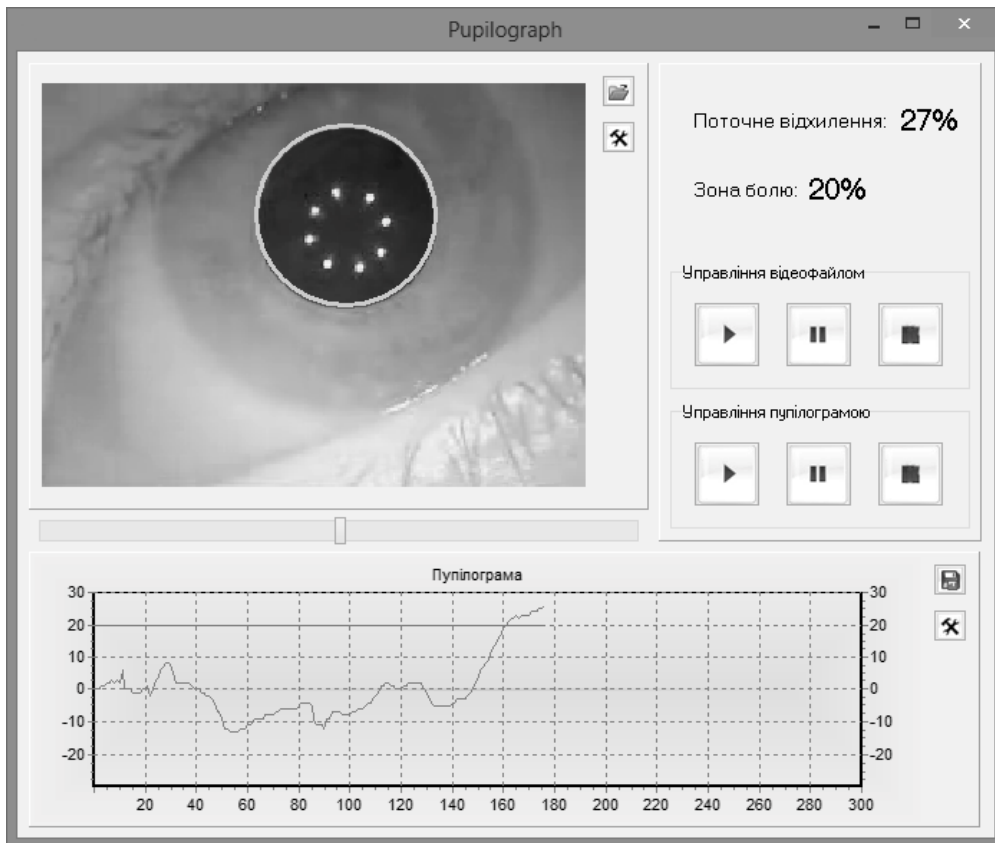 Pupilograph
Поточне відхилення: 27%
Зона болю: 20%
Управління відеофайлом
Управління пупілограмою
Пупілограма
30 30
20 20
10 10
0 0
-10 -10
-20 -20
20 40 60 80 100 120 140 160 180 200 220 240 260 280 300